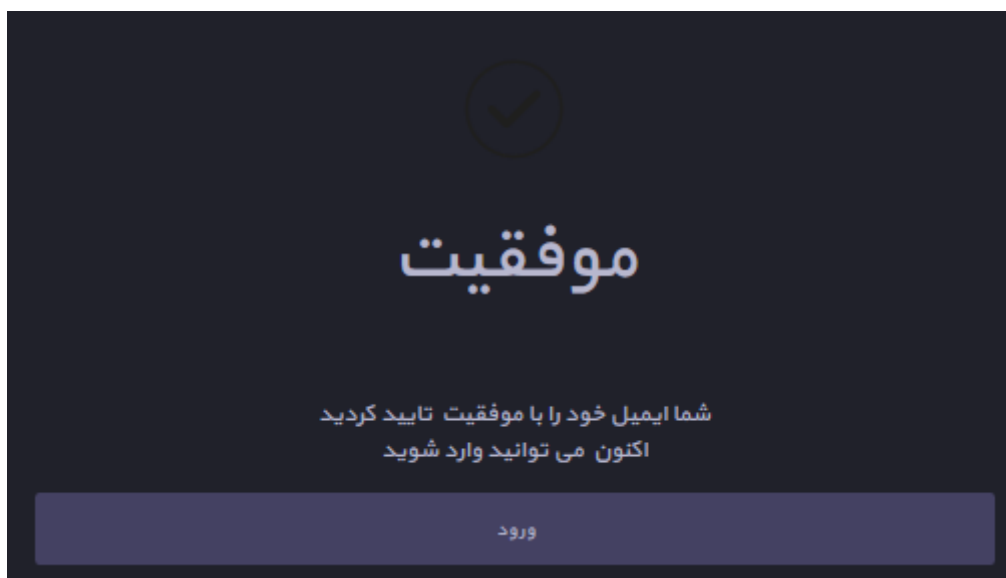 موفقیت
شما ایمیل خود را با موفقیت تایید کردید
اکنون می توانید وارد شوید
ورود